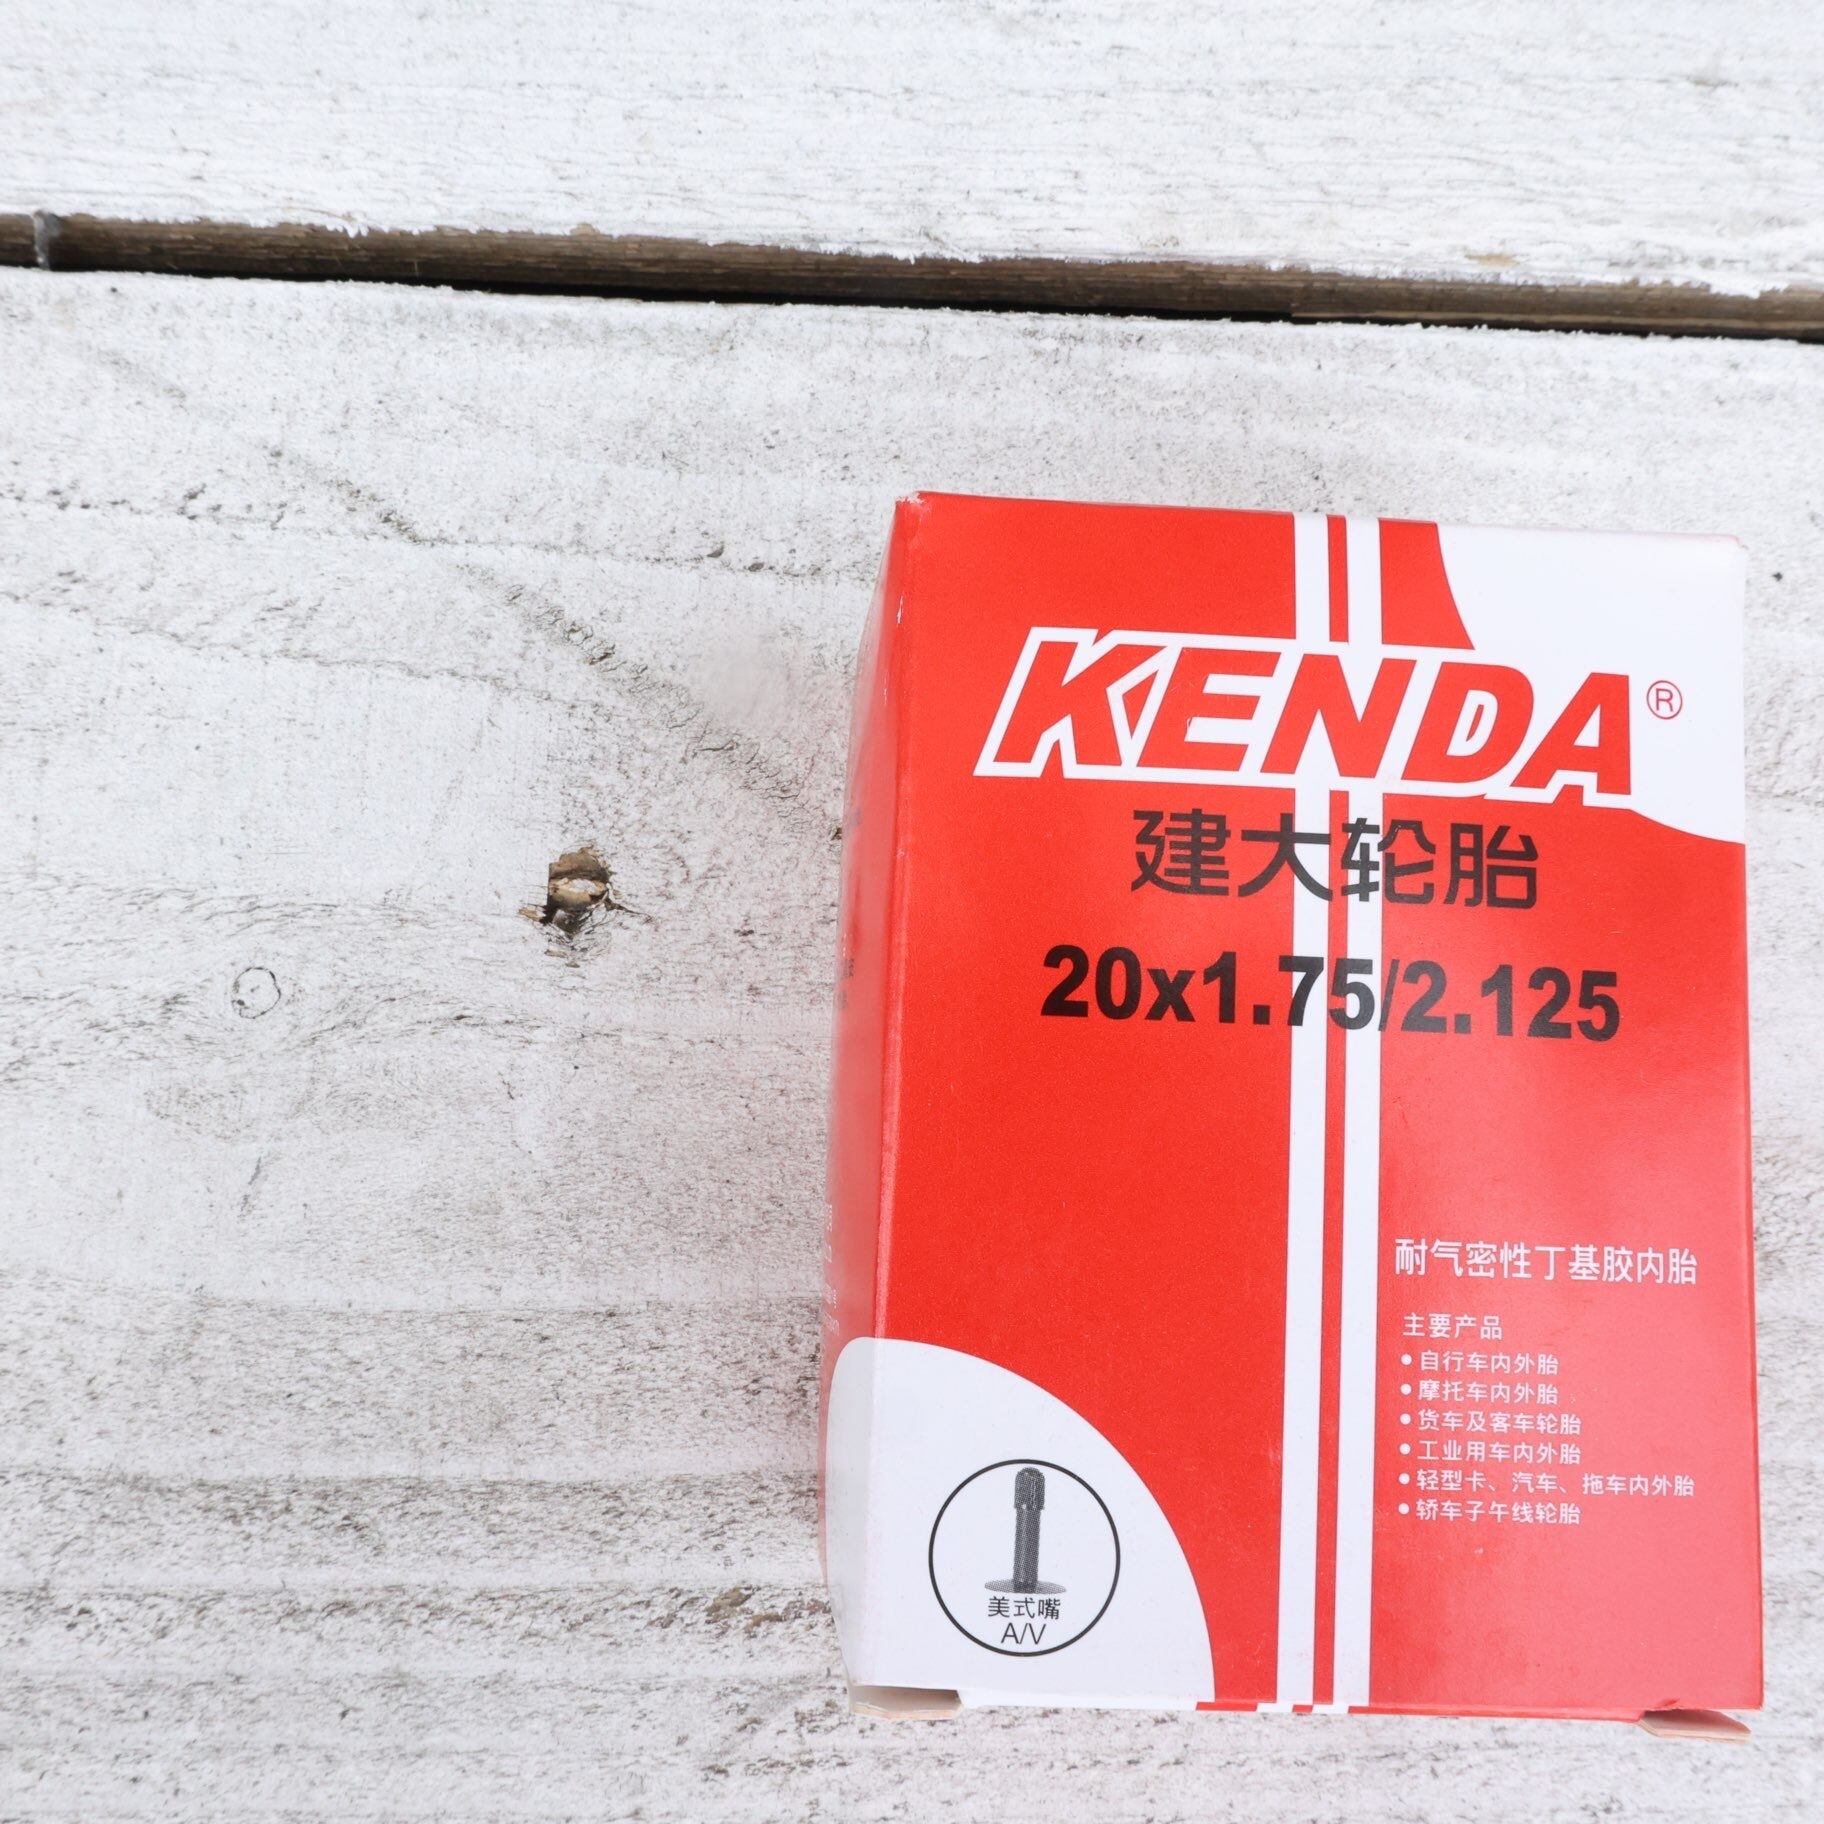 KENDA®
建大轮胎
20x1.75/2.125
耐气密性丁基胶内胎
主要产品
•自行车内外胎
•摩托车内外胎
•货车及客车轮胎
•工业用车内外胎
•轻型卡、汽车、拖车内外胎
•轿车子午线轮胎
美式嘴
A/V